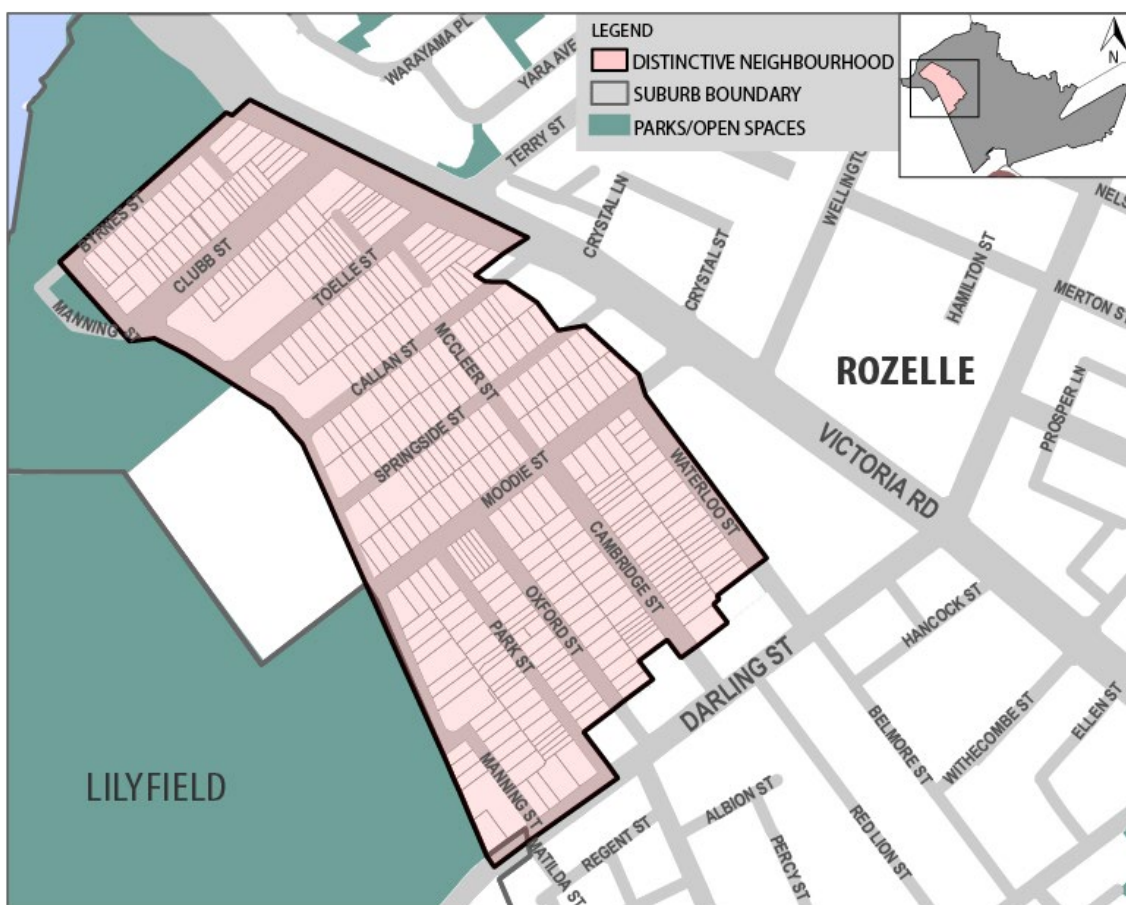 LEGEND
DISTINCTIVE NEIGHBOURHOOD
SUBURB BOUNDARY
PARKS/OPEN SPACES
N
WARAYAMA PL
YARA AVE
TERRY ST
CRYSTAL LN
CRYSTAL ST
WELLINGTO
NELS
HAMILTON ST
MERTON ST
PROSPER LN
ROZELLE
VICTORIA RD
BYRNES ST
CLUBB ST
MANNING ST
TOELLE ST
CALLAN ST
MCCLEER ST
SPRINGSIDE ST
MOODIE ST
WATERLOO ST
CAMBRIDGE ST
OXFORD ST
PARK ST
MANNING ST
DARLING ST
HANCOCK ST
BELMORE ST
WITHECOMBE ST
ELLEN ST
LILYFIELD
MATILDA ST
REGENT ST
ALBION ST
PERCY ST
RED LION ST